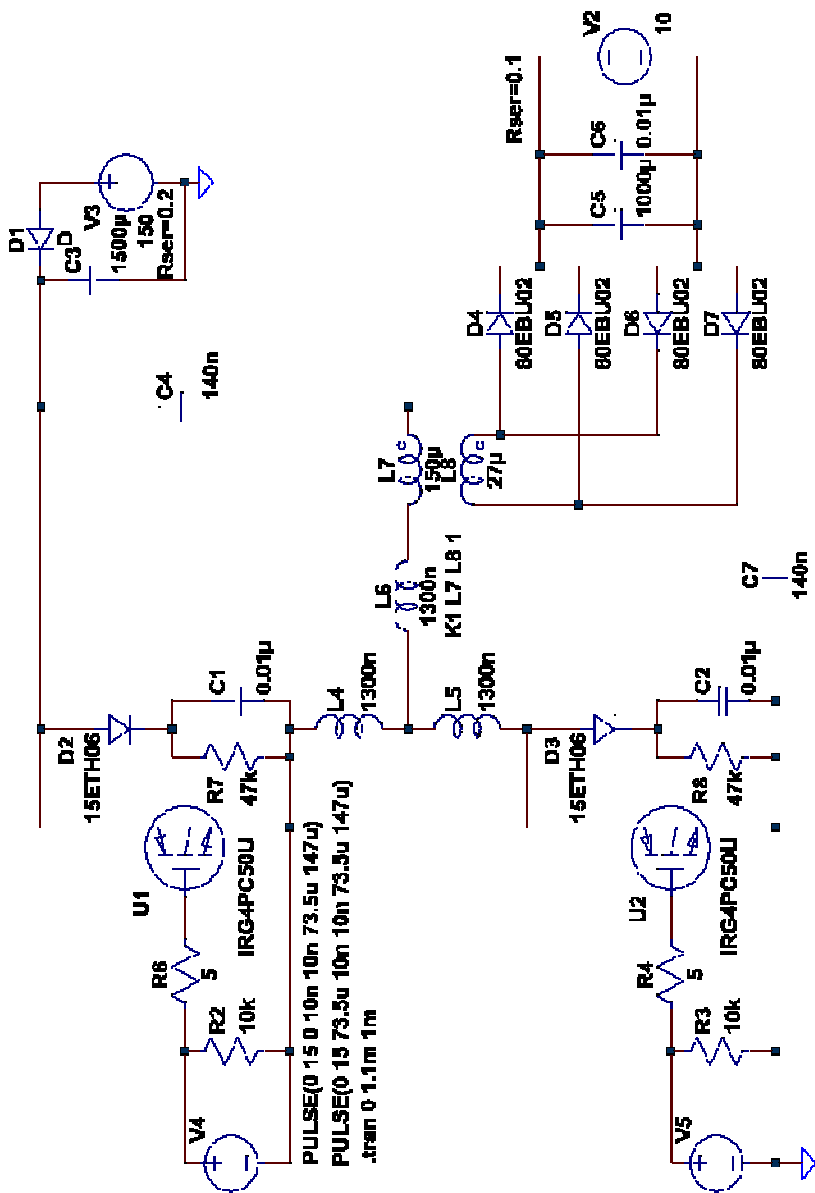 V2
10
Rser=0.1
C6
0.01µ
C5
1000µ
D1
D
V3
150
Rser=0.2
C3
1500µ
C4
140n
D4
80EBU02
D5
80EBU02
D6
80EBU02
D7
80EBU02
L7
150µ
L8
27µ
L6
1300n
K1 L7 L8 1
C7
140n
D2
15ETH06
C1
0.01µ
R7
47k
L4
1300n
L5
1300n
D3
15ETH06
C2
0.01µ
R8
47k
U1
IRG4PC50U
R6
5
R2
10k
V4
PULSE(0 15 0 10n 10n 73.5u 147u)
PULSE(0 15 73.5u 10n 10n 73.5u 147u)
.tran 0 1.1m 1m
U2
IRG4PC50U
R4
5
R3
10k
V5